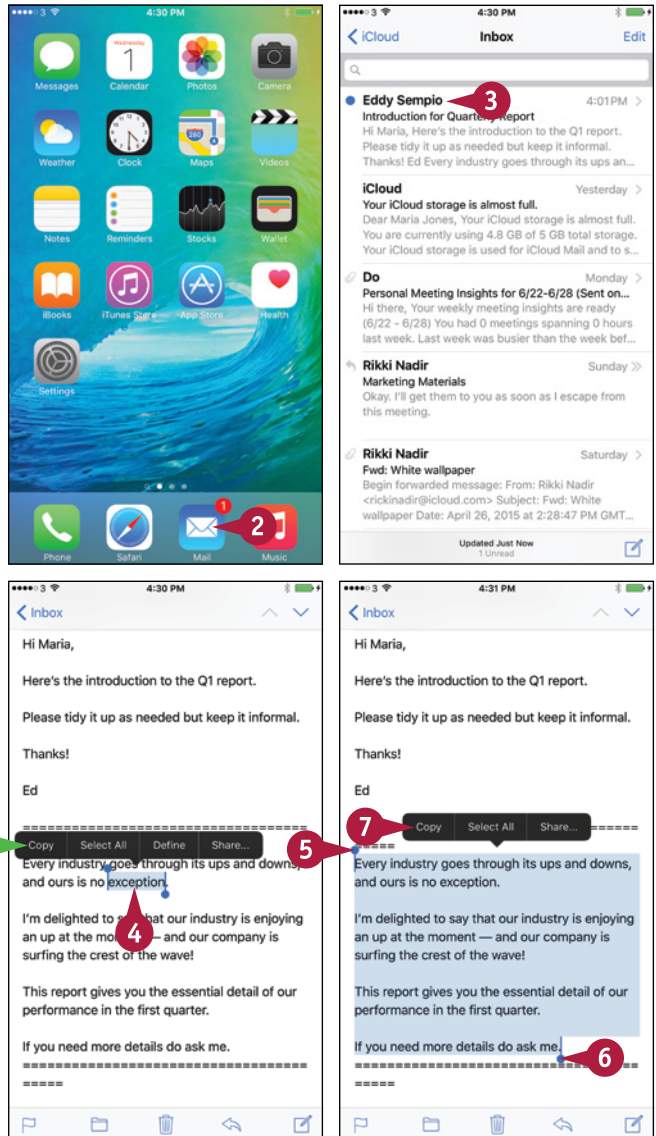 3 4:30 PM
Wednesday
1
Messages Calendar Photos Camera
280
Weather Clock Maps Videos
Notes Reminders Stocks Wallet
iBooks iTunes Store App Store Health
Settings
1
2
Phone Safari Mail Music
3 4:30 PM
iCloud Inbox Edit
Eddy Sempio 3 4:01 PM
Introduction for Quarterly Report
Hi Maria, Here's the introduction to the Q1 report.
Please tidy it up as needed but keep it informal.
Thanks! Ed Every industry goes through its ups an...
iCloud Yesterday
Your iCloud storage is almost full.
Dear Maria Jones, Your iCloud storage is almost full.
You are currently using 4.8 GB of 5 GB total storage.
Your iCloud storage is used for iCloud Mail and to s...
Do Monday
Personal Meeting Insights for 6/22-6/28 (Sent on...
Hi there, Your weekly meeting insights are ready
(6/22 - 6/28) You had 0 meetings spanning 0 hours
last week. Last week was busier than the week bef...
Rikki Nadir Sunday
Marketing Materials
Okay. I'll get them to you as soon as I escape from
this meeting.
Rikki Nadir Saturday
Fwd: White wallpaper
Begin forwarded message: From: Rikki Nadir
<rickinadir@icloud.com> Subject: Fwd: White
wallpaper Date: April 26, 2015 at 2:28:47 PM GMT...
Updated Just Now
1 Unread
3 4:30 PM
Inbox
Hi Maria,
Here's the introduction to the Q1 report.
Please tidy it up as needed but keep it informal.
Thanks!
Ed
Copy Select All Define Share...
Every industry goes through its ups and downs,
and ours is no exception.
4
I'm delighted to say that our industry is enjoying
an up at the moment — and our company is
surfing the crest of the wave!
This report gives you the essential detail of our
performance in the first quarter.
If you need more details do ask me.
=====================================
=====
3 4:31 PM
Inbox
Hi Maria,
Here's the introduction to the Q1 report.
Please tidy it up as needed but keep it informal.
Thanks!
Ed
7 Copy Select All Share... ======
5 =====
Every industry goes through its ups and downs,
and ours is no exception.
I'm delighted to say that our industry is enjoying
an up at the moment — and our company is
surfing the crest of the wave!
This report gives you the essential detail of our
performance in the first quarter.
If you need more details do ask me.
6
=====================================
=====